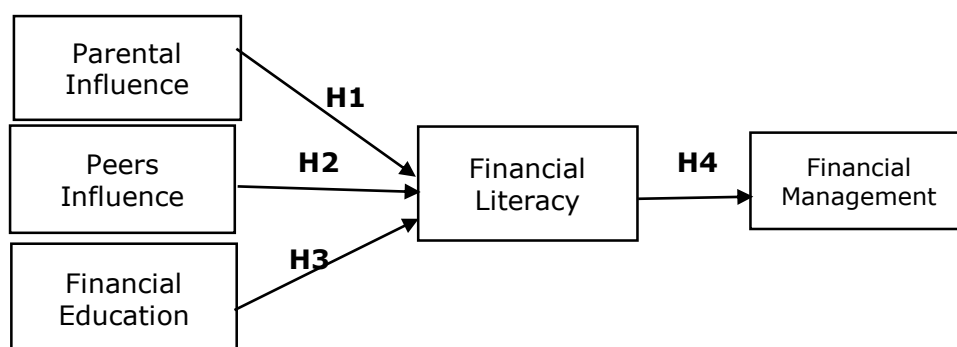 Parental
Influence
H1
Peers
Influence
H2
Financial
Education
H3
Financial
Literacy
H4
Financial
Management